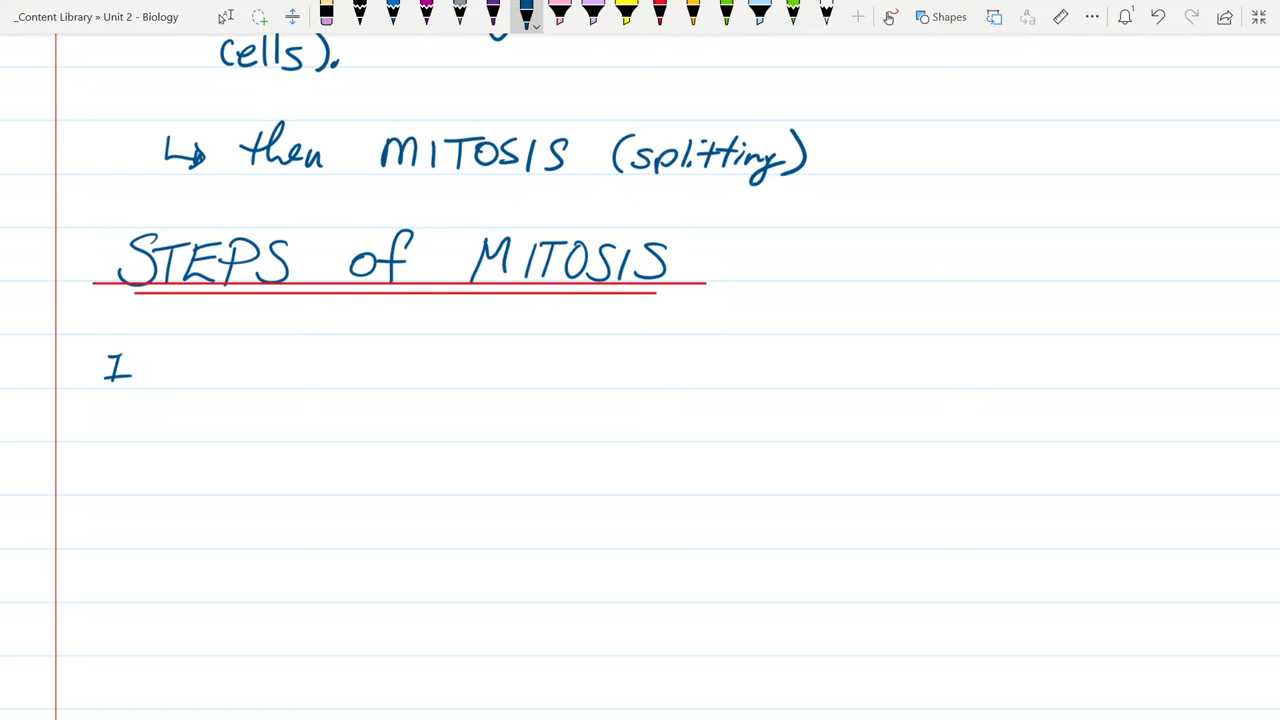 _Content Library » Unit 2 - Biology
Shapes
cells).
↳ then MITOSIS (splitting)
STEPS of MITOSIS
I